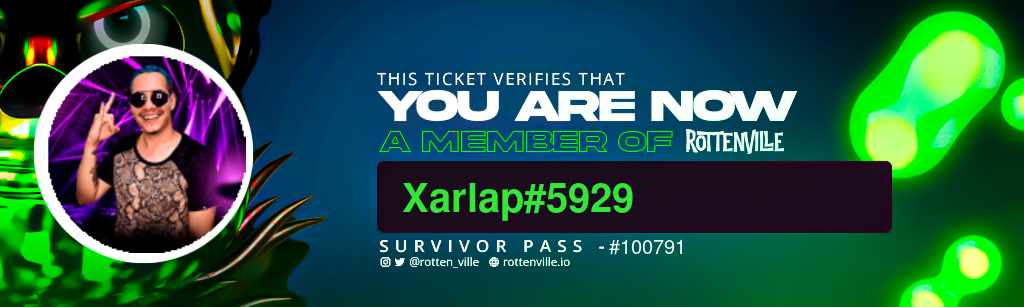 THIS TICKET VERIFIES THAT
YOU ARE NOW
A MEMBER OF ROTTENVILLE
Xarlap#5929
SURVIVOR PASS - #100791
@rotten_ville rottenville.io